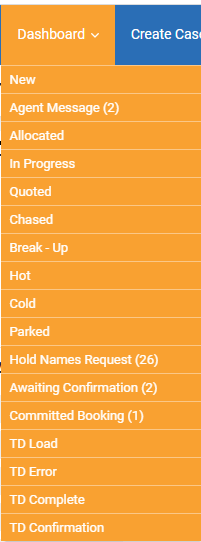 Dashboard
Create Case
New
Agent Message (2)
Allocated
In Progress
Quoted
Chased
Break - Up
Hot
Cold
Parked
Hold Names Request (26)
Awaiting Confirmation (2)
Committed Booking (1)
TD Load
TD Error
TD Complete
TD Confirmation